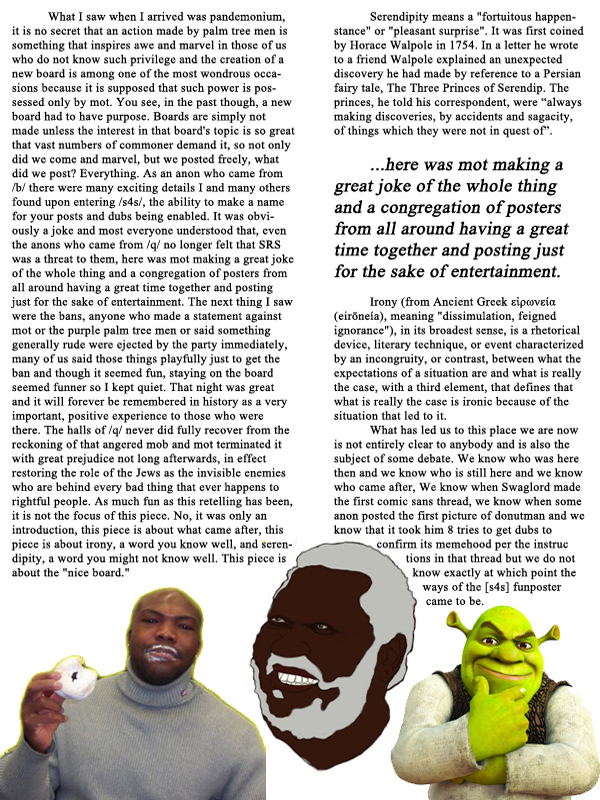 What I saw when I arrived was pandemonium,
it is no secret that an action made by palm tree men is
something that inspires awe and marvel in those of us
who do not know such privilege and the creation of a
new board is among one of the most wondrous occa-
sions because it is supposed that such power is pos-
sessed only by mot. You see, in the past though, a new
board had to have purpose. Boards are simply not
made unless the interest in that board's topic is so great
that vast numbers of commoner demand it, so not only
did we come and marvel, but we posted freely, what
did we post? Everything. As an anon who came from
/b/ there were many exciting details I and many others
found upon entering /s4s/, the ability to make a
name for your posts and dubs being enabled. It was obvi-
ously a joke and most everyone understood that, even
the anons who came from /q/ no longer felt that SRS
was a threat to them, here was mot making a great joke
of the whole thing and a congregation of posters from
all around having a great time together and posting
just for the sake of entertainment. The next thing I saw
were the bans, anyone who made a statement against
mot or the purple palm tree men or said something
generally rude were ejected by the party immediately,
many of us said those things playfully just to get the
ban and though it seemed fun, staying on the board
seemed funner so I kept quiet. That night was great
and it will forever be remembered in history as a very
important, positive experience to those who were
there. The halls of /q/ never did fully recover from the
reckoning of that angered mob and mot terminated it
with great prejudice not long afterwards, in effect
restoring the role of the Jews as the invisible enemies
who are behind every bad thing that ever happens to
rightful people. As much fun as this retelling has been,
it is not the focus of this piece. No, it was only an
introduction, this piece is about what came after, this
piece is about irony, a word you know well, and seren-
dipity, a word you might not know well. This piece is
about the "nice board."
Serendipity means a "fortuitous happen-
stance" or "pleasant surprise". It was first coined
by Horace Walpole in 1754. In a letter he wrote
to a friend Walpole explained an unexpected
discovery he had made by reference to a Persian
fairy tale, The Three Princes of Serendip. The
princes, he told his correspondent, were “always
making discoveries, by accidents and sagacity,
of things which they were not in quest of”.
...here was mot making a
great joke of the whole thing
and a congregation of posters
from all around having a great
time together and posting just
for the sake of entertainment.
Irony (from Ancient Greek εἰρωνεία
(eirōneía), meaning "dissimulation, feigned
ignorance"), in its broadest sense, is a rhetorical
device, literary technique, or event characterized
by an incongruity, or contrast, between what the
expectations of a situation are and what is really
the case, with a third element, that defines that
what is really the case is ironic because of the
situation that led to it.
What has led us to this place we are now
is not entirely clear to anybody and is also the
subject of some debate. We know who was here
then and we know who is still here and we know
who came after, We know when Swaglord made
the first comic sans thread, we know when some
anon posted the first picture of donutman and we
know that it took him 8 tries to get dubs to
confirm its memehood per the instruc
tions in that thread but we do not
know exactly at which point the
ways of the [s4s] funposter
came to be.